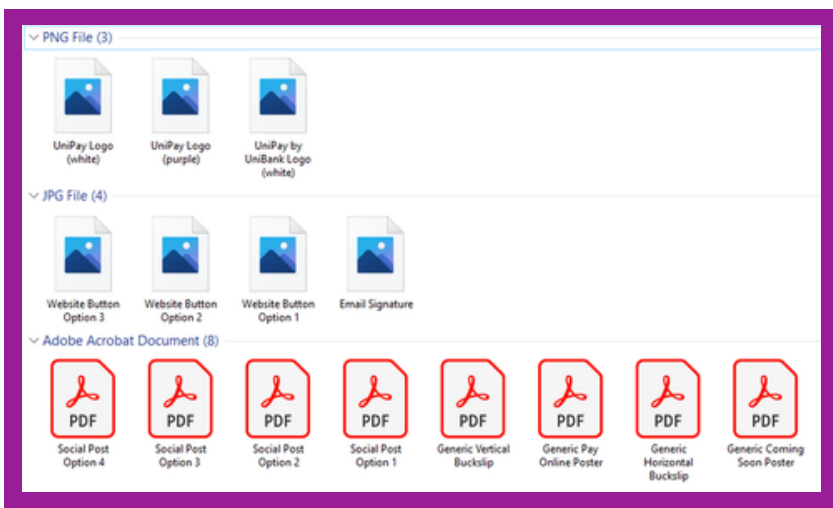 PNG File (3)
UniPay Logo
(white)
UniPay Logo
(purple)
UniPay by
UniBank Logo
(white)
JPG File (4)
Website Button
Option 3
Website Button
Option 2
Website Button
Option 1
Email Signature
Adobe Acrobat Document (8)
PDF
Social Post
Option 4
PDF
Social Post
Option 3
PDF
Social Post
Option 2
PDF
Social Post
Option 1
PDF
Generic Vertical
Buckslip
PDF
Generic Pay
Online Poster
PDF
Generic
Horizontal
Buckslip
PDF
Generic Coming
Soon Poster